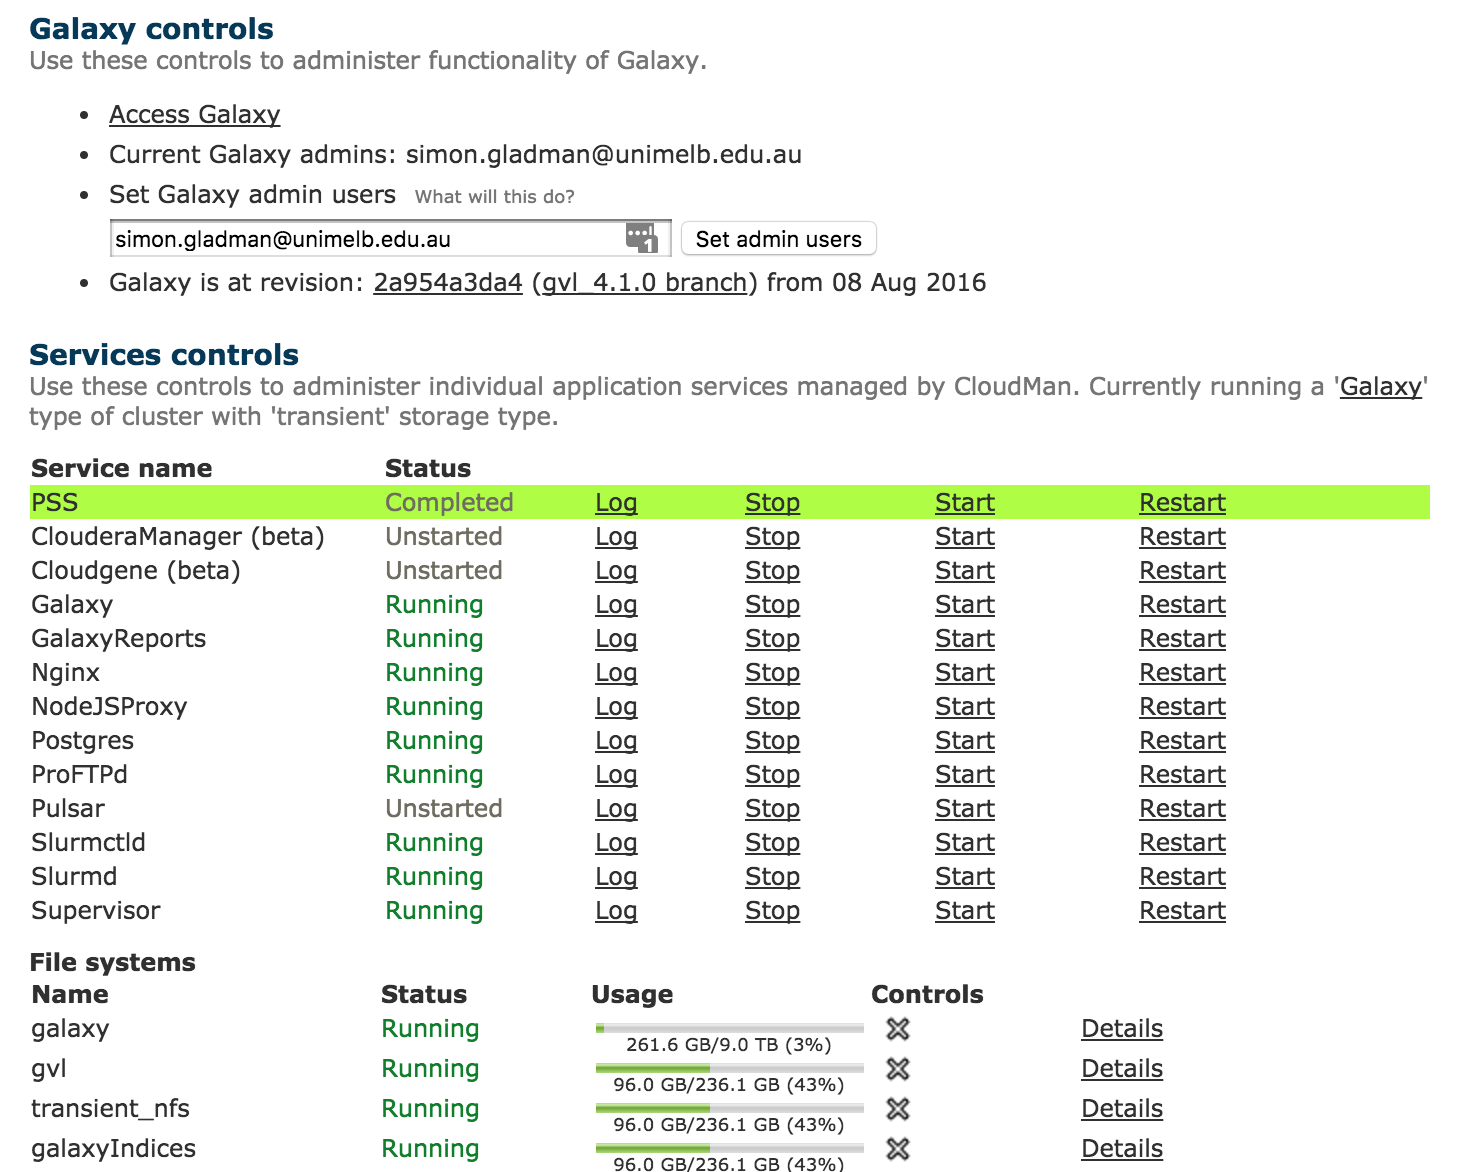 Galaxy controls
Use these controls to administer functionality of Galaxy.
• Access Galaxy
• Current Galaxy admins: simon.gladman@unimelb.edu.au
• Set Galaxy admin users What will this do?
simon.gladman@unimelb.edu.au 1 Set admin users
• Galaxy is at revision: 2a954a3da4 (gvl_4.1.0 branch) from 08 Aug 2016
Services controls
Use these controls to administer individual application services managed by CloudMan. Currently running a 'Galaxy'
type of cluster with 'transient' storage type.
Service name Status
PSS Completed Log Stop Start Restart
ClouderaManager (beta) Unstarted Log Stop Start Restart
Cloudgene (beta) Unstarted Log Stop Start Restart
Galaxy Running Log Stop Start Restart
GalaxyReports Running Log Stop Start Restart
Nginx Running Log Stop Start Restart
NodeJSProxy Running Log Stop Start Restart
Postgres Running Log Stop Start Restart
ProFTPd Running Log Stop Start Restart
Pulsar Unstarted Log Stop Start Restart
Slurmctld Running Log Stop Start Restart
Slurmd Running Log Stop Start Restart
Supervisor Running Log Stop Start Restart
File systems
Name Status Usage Controls
galaxy Running Details
261.6 GB/9.0 TB (3%)
gvl Running Details
96.0 GB/236.1 GB (43%)
transient_nfs Running Details
96.0 GB/236.1 GB (43%)
galaxyIndices Running Details
96.0 GB/236.1 GB (43%)